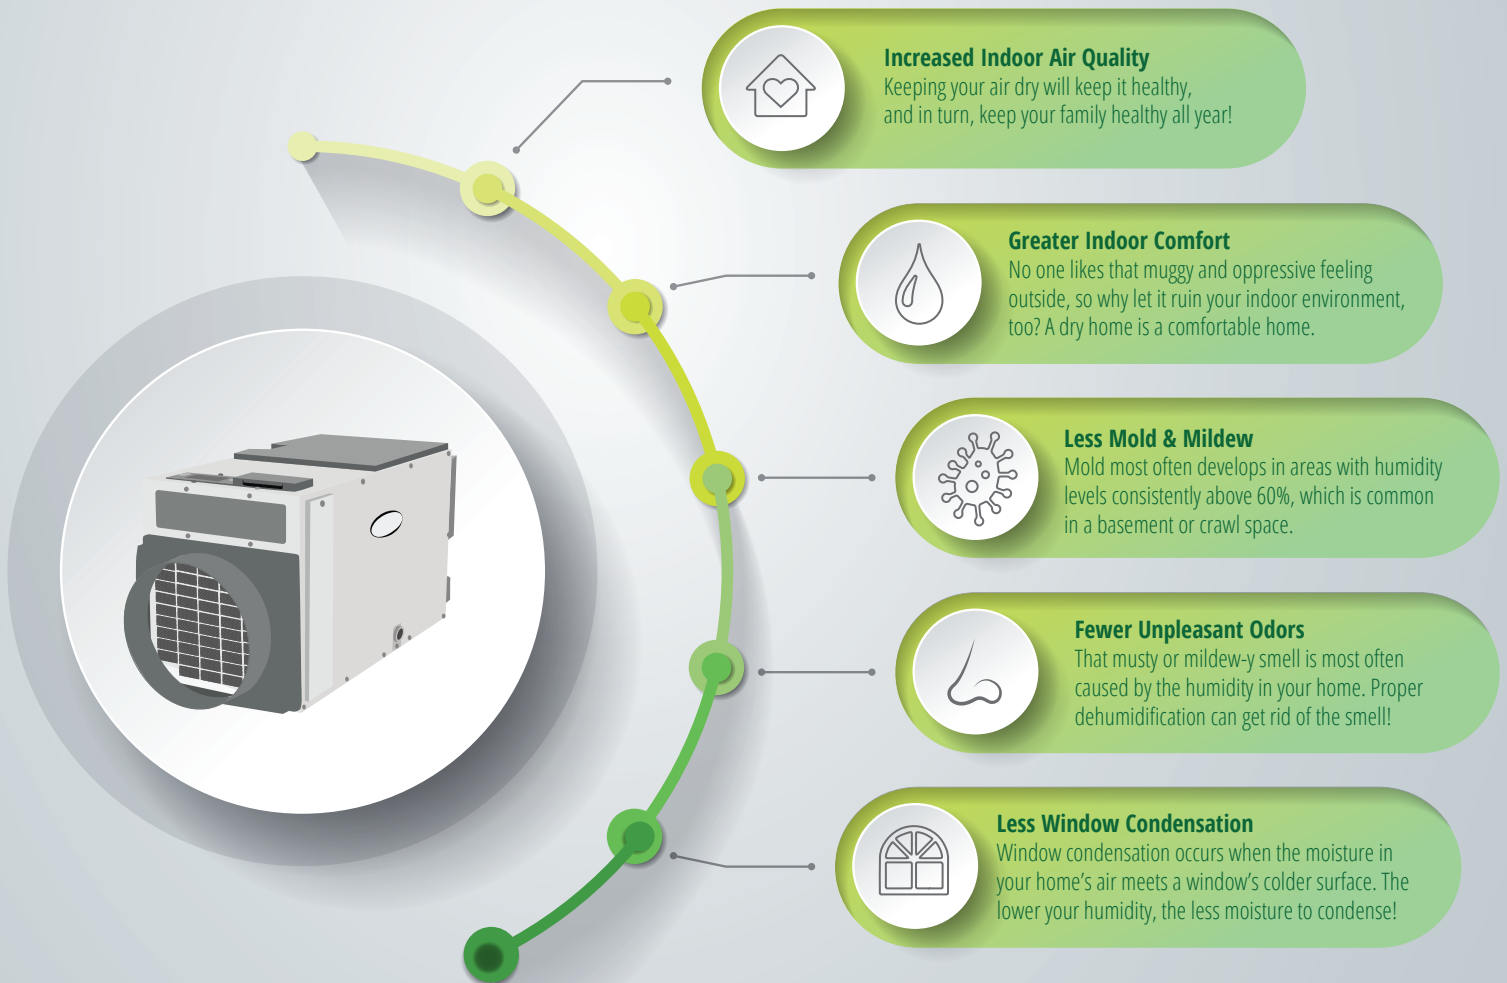 Increased Indoor Air Quality
Keeping your air dry will keep it healthy,
and in turn, keep your family healthy all year!
Greater Indoor Comfort
No one likes that muggy and oppressive feeling
outside, so why let it ruin your indoor environment,
too? A dry home is a comfortable home.
Less Mold & Mildew
Mold most often develops in areas with humidity
levels consistently above 60%, which is common
in a basement or crawl space.
Fewer Unpleasant Odors
That musty or mildew-y smell is most often
caused by the humidity in your home. Proper
dehumidification can get rid of the smell!
Less Window Condensation
Window condensation occurs when the moisture in
your home’s air meets a window’s colder surface. The
lower your humidity, the less moisture to condense!